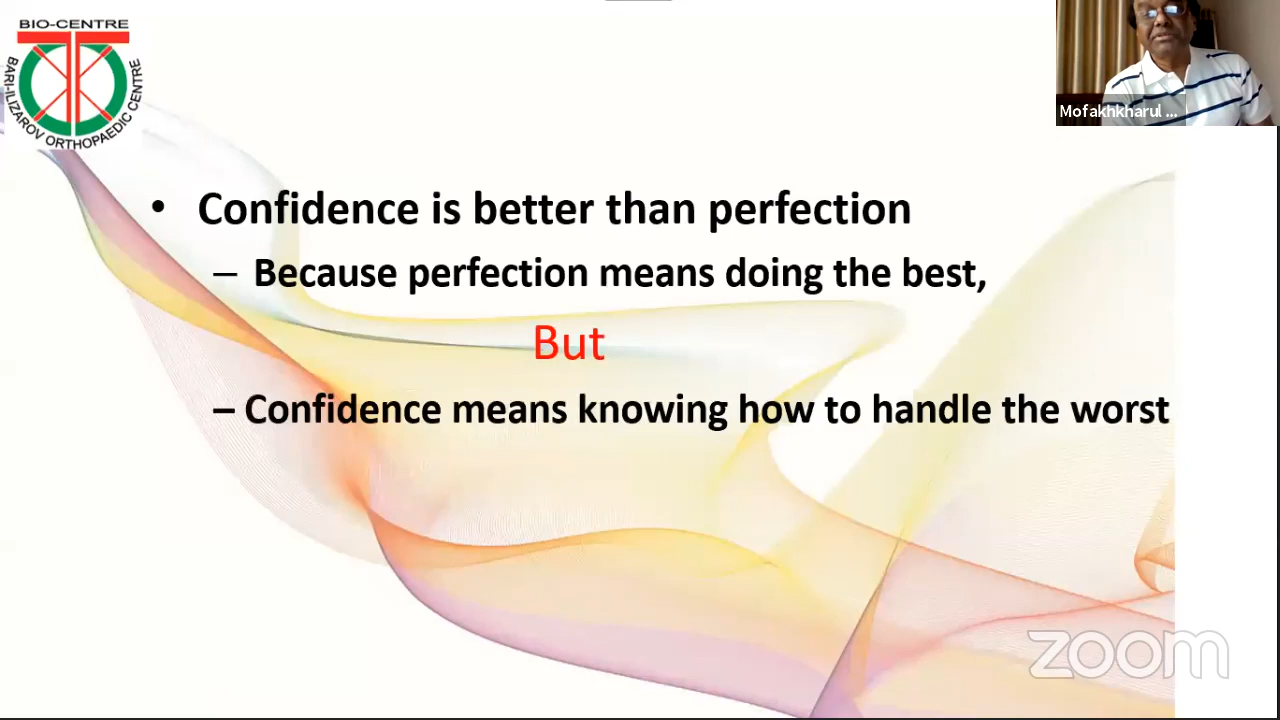 BIO-CENTRE
BARI-ILIZAROV ORTHOPAEDIC CENTRE
Mofakhkharul ...
• Confidence is better than perfection
– Because perfection means doing the best,
But
– Confidence means knowing how to handle the worst
zoom